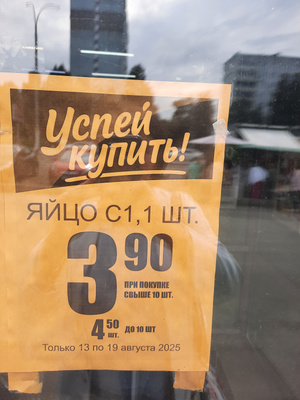 Успей
купить!
ЯЙЦО С1,1 ШТ.
3 90
ПРИ ПОКУПКЕ
СВЫШЕ 10 ШТ.
4 50 ШТ. ДО 10 ШТ
Только 13 по 19 августа 2025